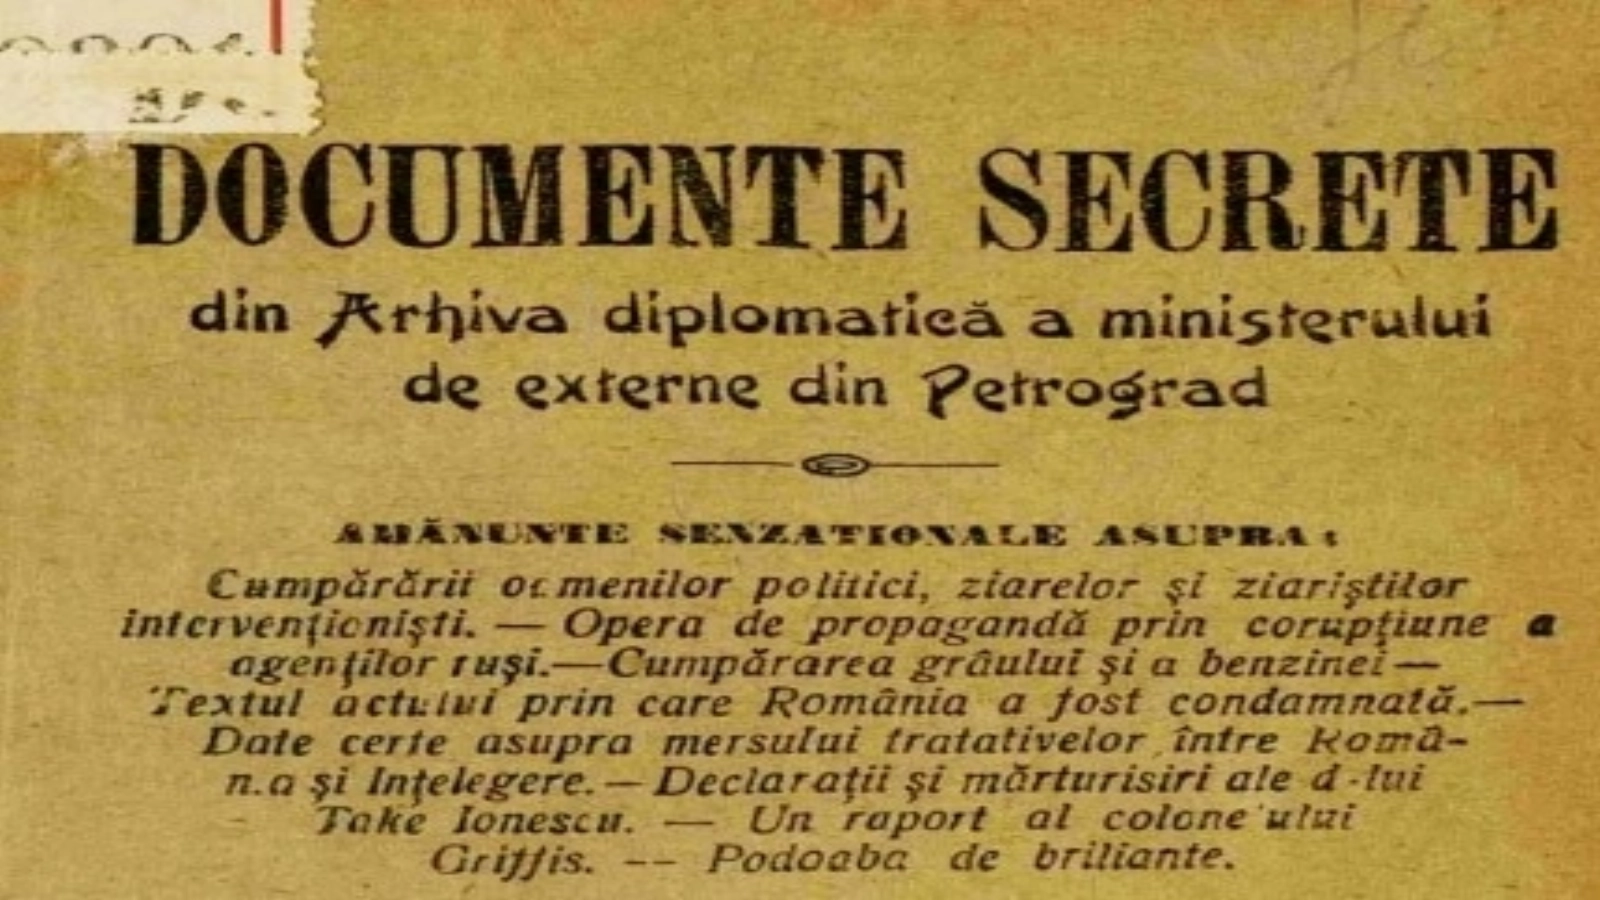 DOCUMENTE SECRETE
din Arhiva diplomatică a ministerului
de externe din Petrograd
AMĂNUNTE SENZAȚIONALE ASUPRA:
Cumpărării oamenilor politici, ziarelor și ziariștilor
intervenționiști. — Opera de propagandă prin corupțiune a
agenților ruși.—Cumpărarea grâului și a benzinei—
Textul actului prin care România a fost condamnată.—
Date certe asupra mersului tratativelor între Româ-
n.a și Ințelegere.—Declarații și mărturisiri ale d-lui
Take Ionescu. — Un raport al colonelului
Griffis. -- Podoaba de briliante.